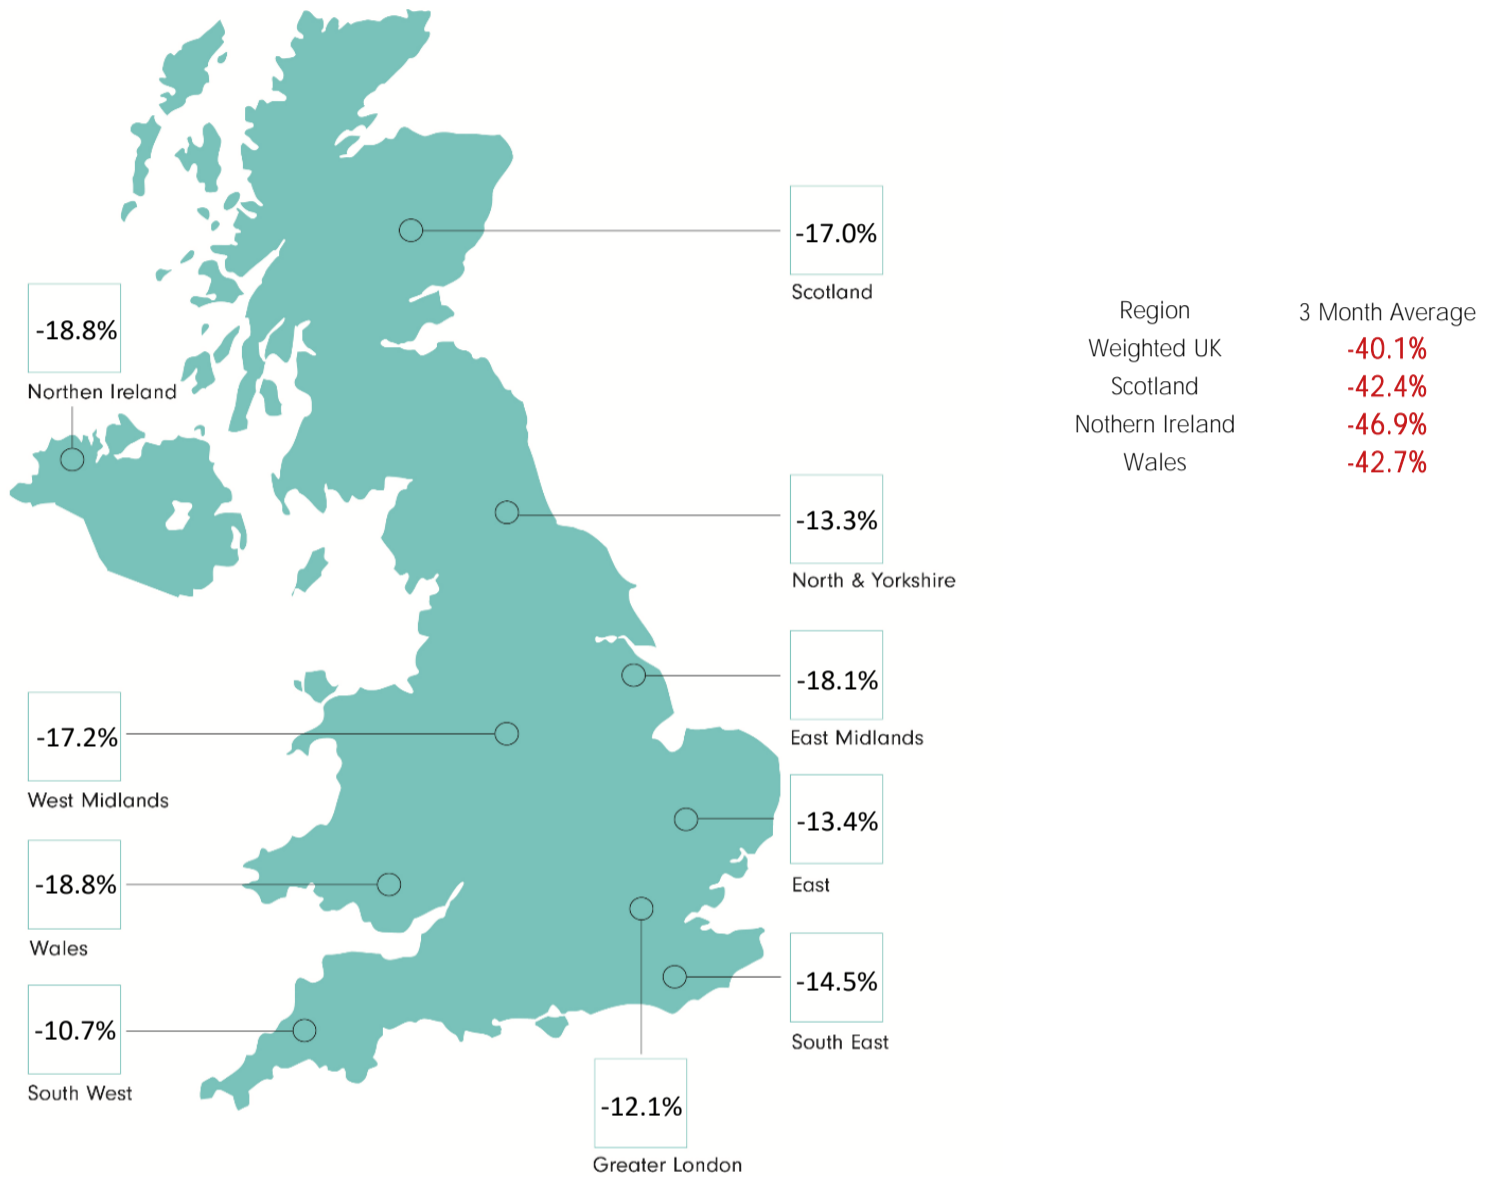 -17.0%
Scotland
-18.8%
Northen Ireland
-13.3%
North & Yorkshire
-18.1%
East Midlands
-17.2%
West Midlands
-13.4%
East
-18.8%
Wales
-14.5%
South East
-10.7%
South West
-12.1%
Greater London
Region 3 Month Average
Weighted UK -40.1%
Scotland -42.4%
Nothern Ireland -46.9%
Wales -42.7%